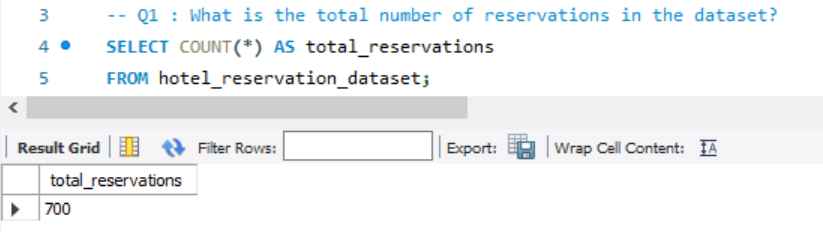 3 -- Q1 : What is the total number of reservations in the dataset?
4 SELECT COUNT(*) AS total_reservations
5 FROM hotel_reservation_dataset;
Result Grid Filter Rows: Export: Wrap Cell Content: IA
total_reservations
700